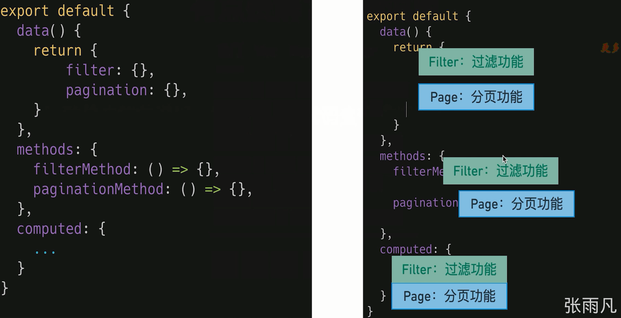 export default {
data() {
return {
filter: {},
pagination: {},
}
},
methods: {
filterMethod: () => {},
paginationMethod: () => {},
},
computed: {
...
}
}
export default {
data() {
return {
Filter：过滤功能
Page：分页功能
}
},
methods: {
Filter：过滤功能
pagination
Page：分页功能
},
computed: {
Filter：过滤功能
Page：分页功能
}
}
张雨凡